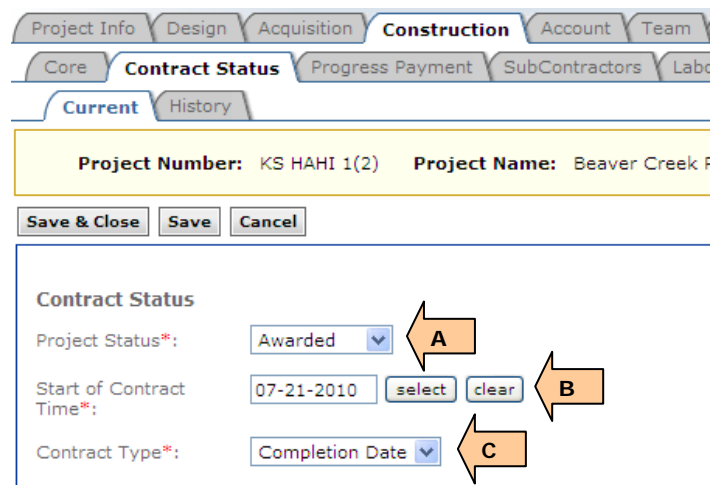 Project Info Design Acquisition Construction Account Team
Core Contract Status Progress Payment SubContractors
Current History
Project Number: KS HAHI 1(2) Project Name: Beaver Creek
Save & Close Save Cancel
Contract Status
Project Status*: Awarded A
Start of Contract Time*: 07-21-2010 select clear B
Contract Type*: Completion Date C